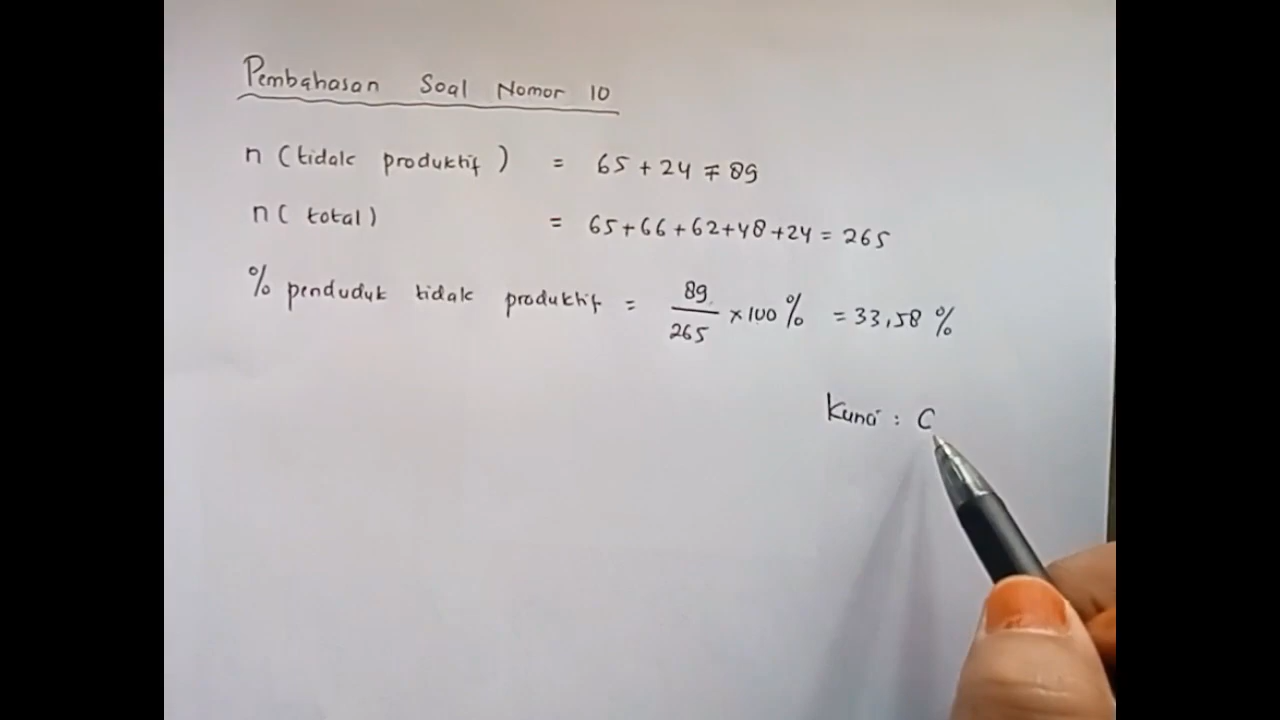 Pembahasan Soal Nomor 10
n (tidak produktif) = 65 + 24 = 89
n ( total) = 65+66+62+48+24 = 265
% penduduk tidak produktif = 89/265 × 100 % = 33,58 %
Kunci : C